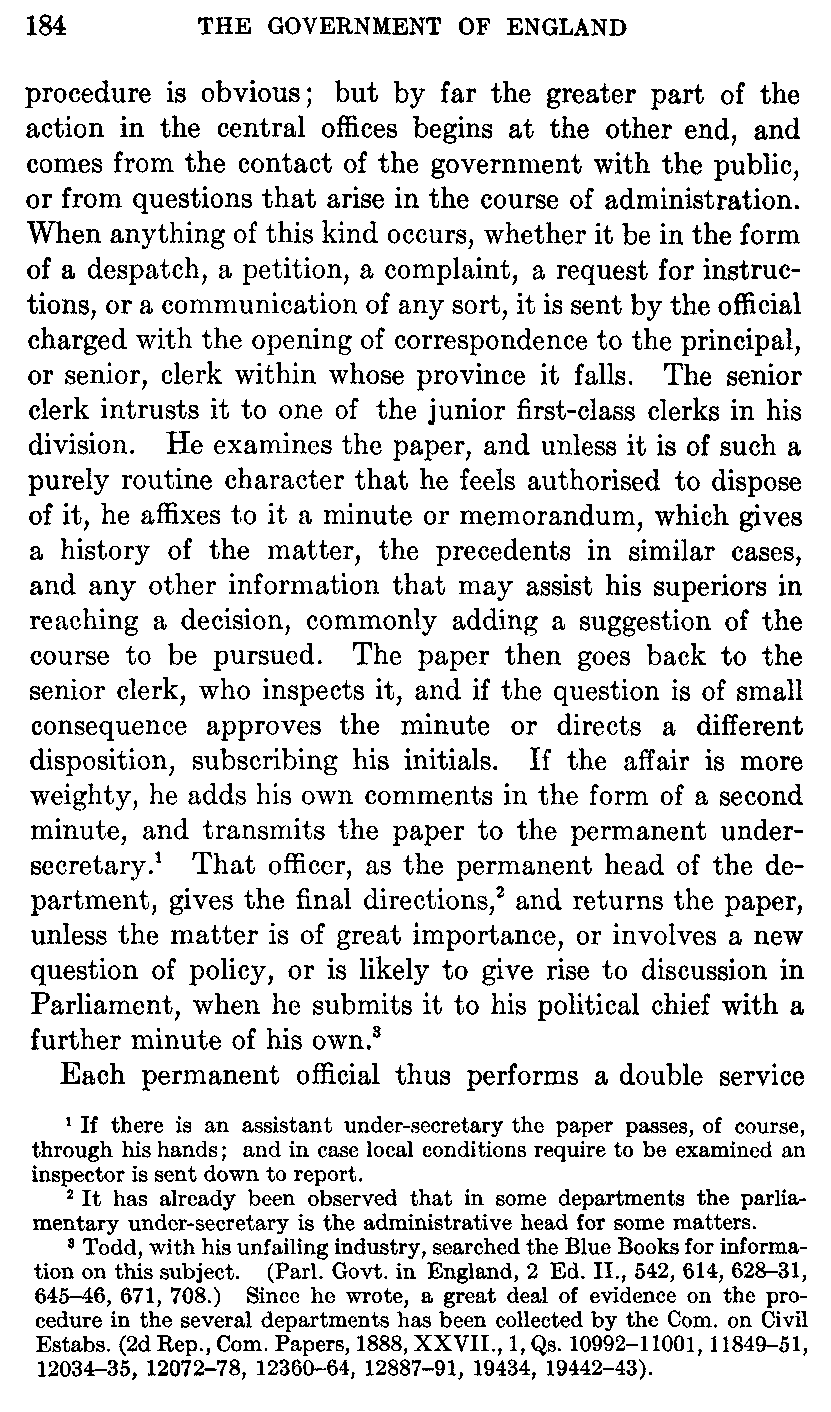 184 THE GOVERNMENT OF ENGLAND
procedure is obvious; but by far the greater part of the
action in the central offices begins at the other end, and
comes from the contact of the government with the public,
or from questions that arise in the course of administration.
When anything of this kind occurs, whether it be in the form
of a despatch, a petition, a complaint, a request for instruc-
tions, or a communication of any sort, it is sent by the official
charged with the opening of correspondence to the principal,
or senior, clerk within whose province it falls. The senior
clerk intrusts it to one of the junior first-class clerks in his
division. He examines the paper, and unless it is of such a
purely routine character that he feels authorised to dispose
of it, he affixes to it a minute or memorandum, which gives
a history of the matter, the precedents in similar cases,
and any other information that may assist his superiors in
reaching a decision, commonly adding a suggestion of the
course to be pursued. The paper then goes back to the
senior clerk, who inspects it, and if the question is of small
consequence approves the minute or directs a different
disposition, subscribing his initials. If the affair is more
weighty, he adds his own comments in the form of a second
minute, and transmits the paper to the permanent under-
secretary.¹ That officer, as the permanent head of the de-
partment, gives the final directions,² and returns the paper,
unless the matter is of great importance, or involves a new
question of policy, or is likely to give rise to discussion in
Parliament, when he submits it to his political chief with a
further minute of his own.³
Each permanent official thus performs a double service
¹ If there is an assistant under-secretary the paper passes, of course,
through his hands; and in case local conditions require to be examined an
inspector is sent down to report.
² It has already been observed that in some departments the parlia-
mentary under-secretary is the administrative head for some matters.
³ Todd, with his unfailing industry, searched the Blue Books for informa-
tion on this subject. (Parl. Govt. in England, 2 Ed. II., 542, 614, 628–31,
645–46, 671, 708.) Since he wrote, a great deal of evidence on the pro-
cedure in the several departments has been collected by the Com. on Civil
Estabs. (2d Rep., Com. Papers, 1888, XXVII., 1, Qs. 10992–11001, 11849–51,
12034–35, 12072–78, 12360–64, 12887–91, 19434, 19442–43).